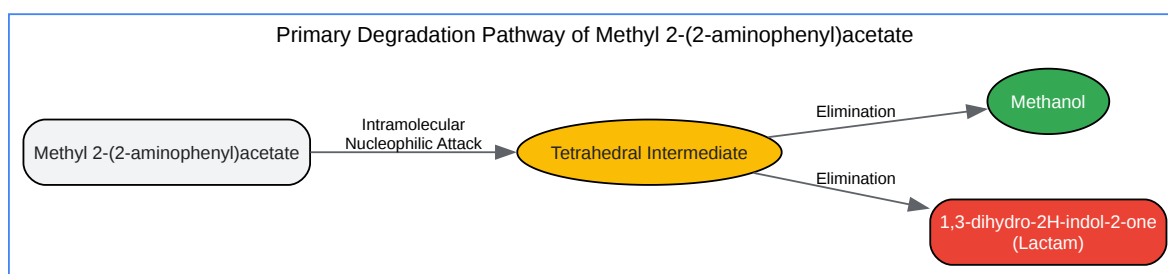 Primary Degradation Pathway of Methyl 2-(2-aminophenyl)acetate
Methyl 2-(2-aminophenyl)acetate
Intramolecular
Nucleophilic Attack
Tetrahedral Intermediate
Elimination
Methanol
Elimination
1,3-dihydro-2H-indol-2-one
(Lactam)